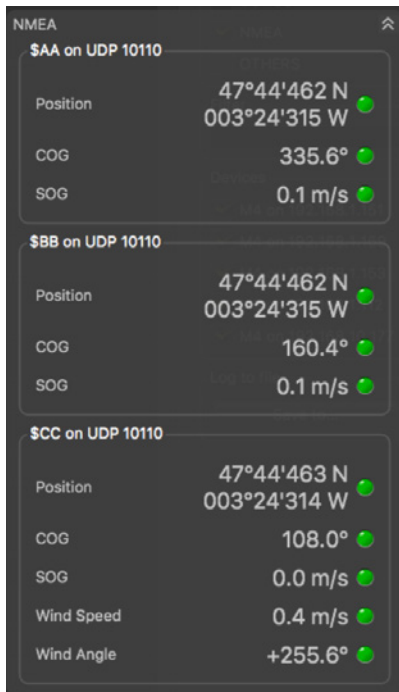 NMEA
$AA on UDP 10110
Position 47°44'462 N
003°24'315 W
COG 335.6°
SOG 0.1 m/s
$BB on UDP 10110
Position 47°44'462 N
003°24'315 W
COG 160.4°
SOG 0.1 m/s
$CC on UDP 10110
Position 47°44'463 N
003°24'314 W
COG 108.0°
SOG 0.0 m/s
Wind Speed 0.4 m/s
Wind Angle +255.6°